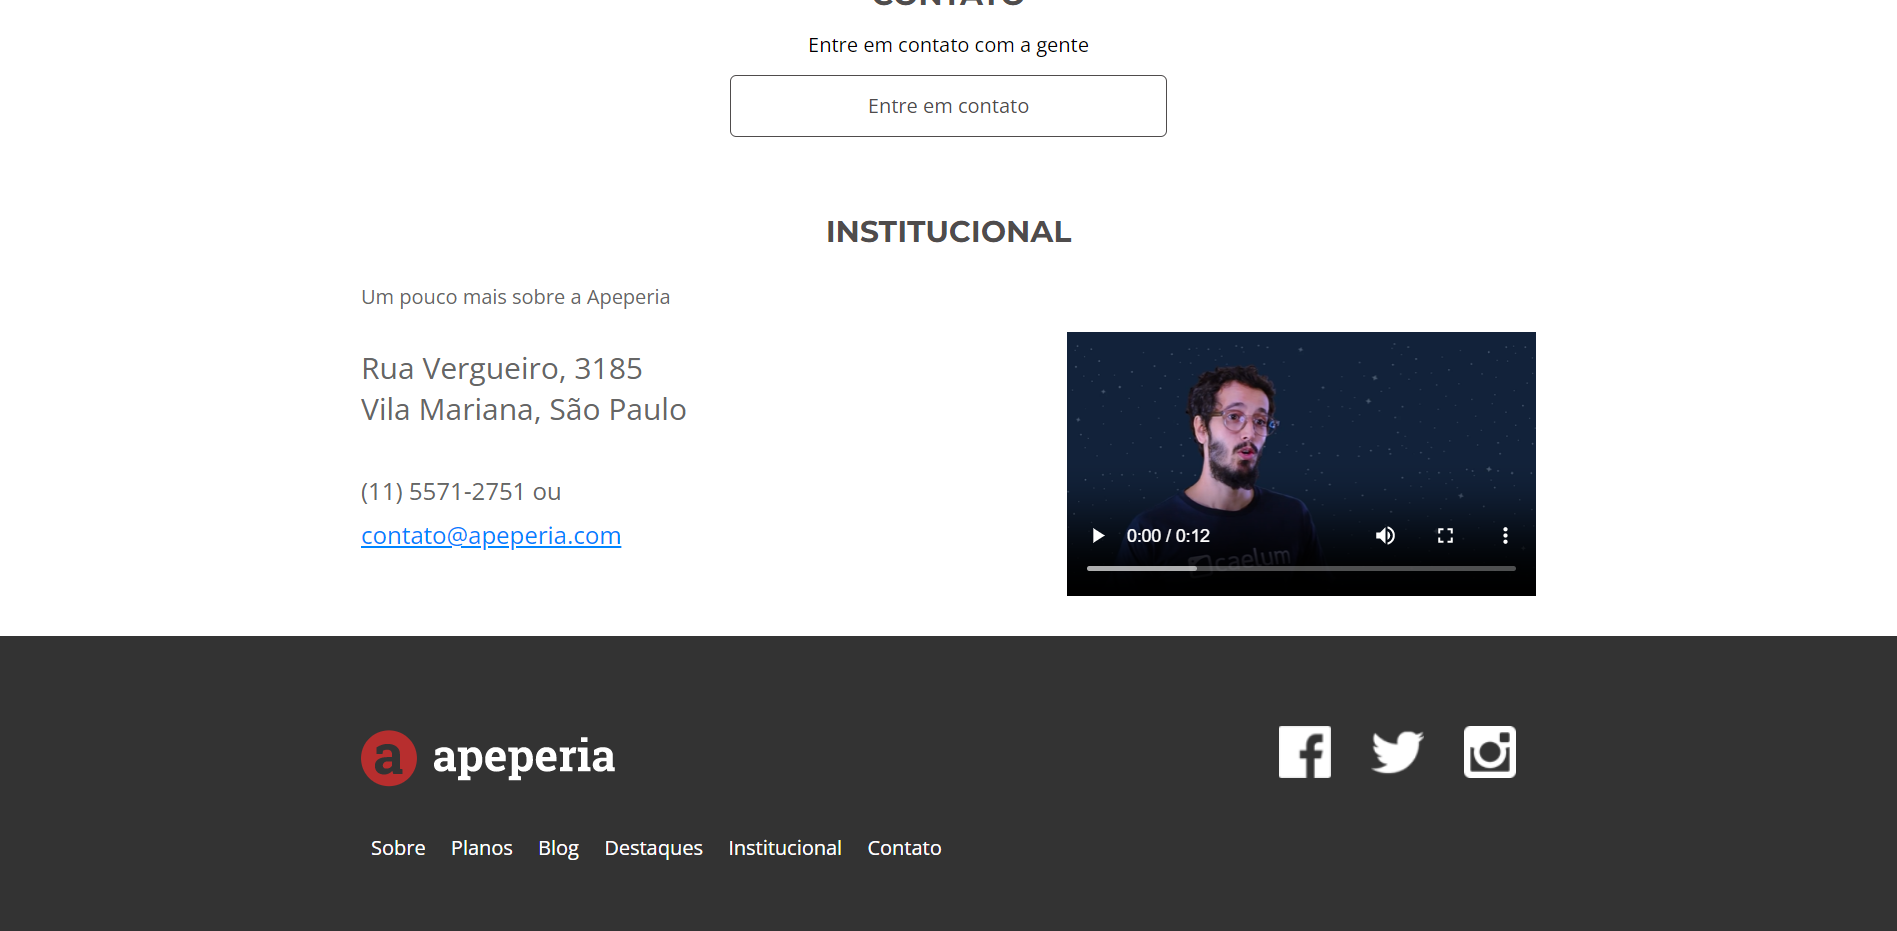 CONTATO
Entre em contato com a gente
Entre em contato
INSTITUCIONAL
Um pouco mais sobre a Apeperia
Rua Vergueiro, 3185
Vila Mariana, São Paulo
(11) 5571-2751 ou
contato@apeperia.com
0:00 / 0:12
caelum
a apeperia
Sobre Planos Blog Destaques Institucional Contato